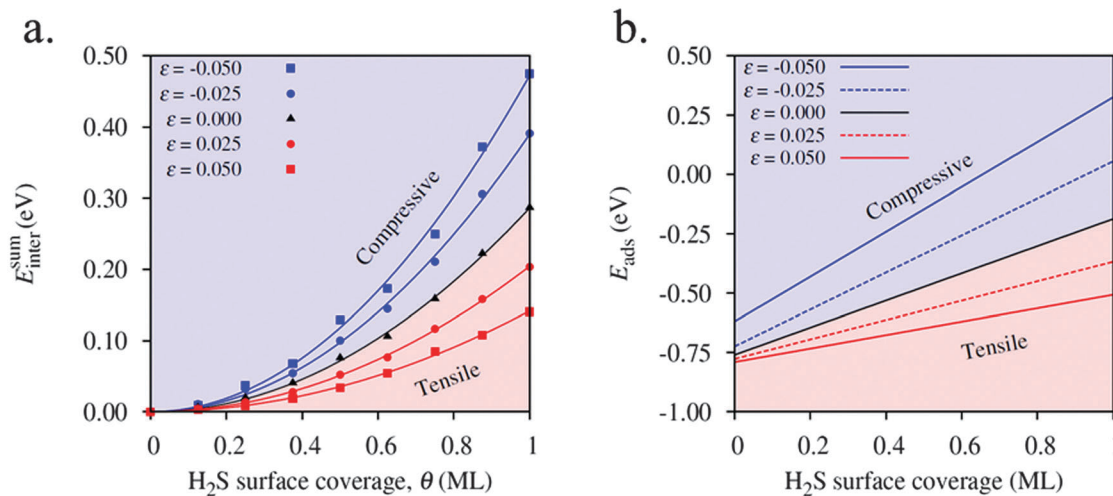 a.
0.50
0.40
0.30
0.20
0.10
0.00
E sum inter (eV)
ε = -0.050
ε = -0.025
ε = 0.000
ε = 0.025
ε = 0.050
Compressive
Tensile
0 0.2 0.4 0.6 0.8 1
H₂S surface coverage, θ (ML)
b.
0.50
0.25
0.00
-0.25
-0.50
-0.75
-1.00
E ads (eV)
ε = -0.050
ε = -0.025
ε = 0.000
ε = 0.025
ε = 0.050
Compressive
Tensile
0 0.2 0.4 0.6 0.8 1
H₂S surface coverage (ML)